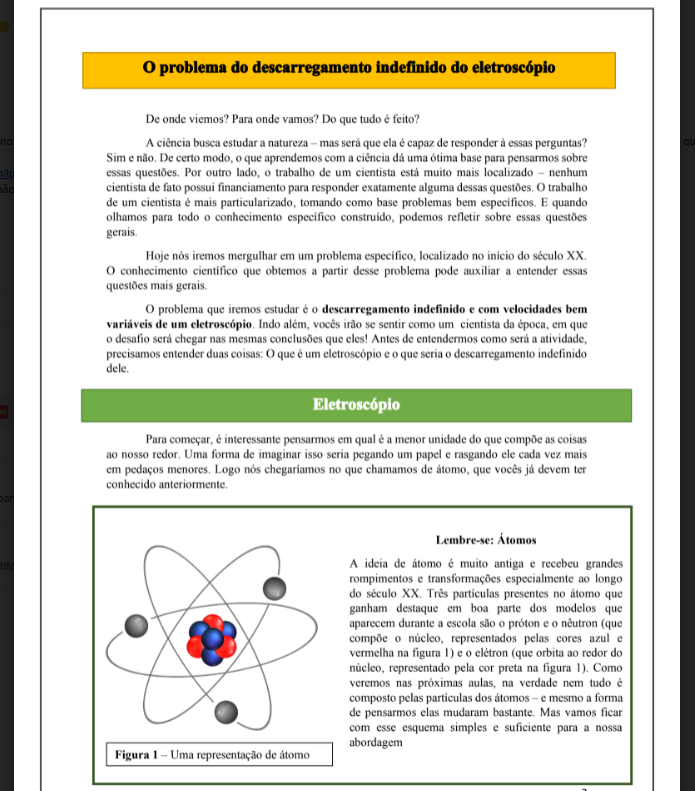 O problema do descarregamento indefinido do eletroscópio
De onde viemos? Para onde vamos? Do que tudo é feito?
A ciência busca estudar a natureza – mas será que ela é capaz de responder à essas perguntas?
Sim e não. De certo modo, o que aprendemos com a ciência dá uma ótima base para pensarmos sobre
essas questões. Por outro lado, o trabalho de um cientista está muito mais localizado – nenhum
cientista de fato possui financiamento para responder exatamente alguma dessas questões. O trabalho
de um cientista é mais particularizado, tomando como base problemas bem específicos. E quando
olhamos para todo o conhecimento específico construído, podemos refletir sobre essas questões
gerais.
Hoje nós iremos mergulhar em um problema específico, localizado no início do século XX.
O conhecimento científico que obtemos a partir desse problema pode auxiliar a entender essas
questões mais gerais.
O problema que iremos estudar é o descarregamento indefinido e com velocidades bem
variáveis de um eletroscópio. Indo além, vocês irão se sentir como um cientista da época, em que
o desafio será chegar nas mesmas conclusões que eles! Antes de entendermos como será a atividade,
precisamos entender duas coisas: O que é um eletroscópio e o que seria o descarregamento indefinido
dele.
Eletroscópio
Para começar, é interessante pensarmos em qual é a menor unidade do que compõe as coisas
ao nosso redor. Uma forma de imaginar isso seria pegando um papel e rasgando ele cada vez mais
em pedaços menores. Logo nós chegaríamos no que chamamos de átomo, que vocês já devem ter
conhecido anteriormente.
Lembre-se: Átomos
A ideia de átomo é muito antiga e recebeu grandes
rompimentos e transformações especialmente ao longo
do século XX. Três partículas presentes no átomo que
ganham destaque em boa parte dos modelos que
aparecem durante a escola são o próton e o nêutron (que
compõe o núcleo, representados pelas cores azul e
vermelha na figura 1) e o elétron (que orbita ao redor do
núcleo, representado pela cor preta na figura 1). Como
veremos nas próximas aulas, na verdade nem tudo é
composto pelas partículas dos átomos – e mesmo a forma
de pensarmos elas mudaram bastante. Mas vamos ficar
com esse esquema simples e suficiente para a nossa
abordagem
Figura 1 – Uma representação de átomo